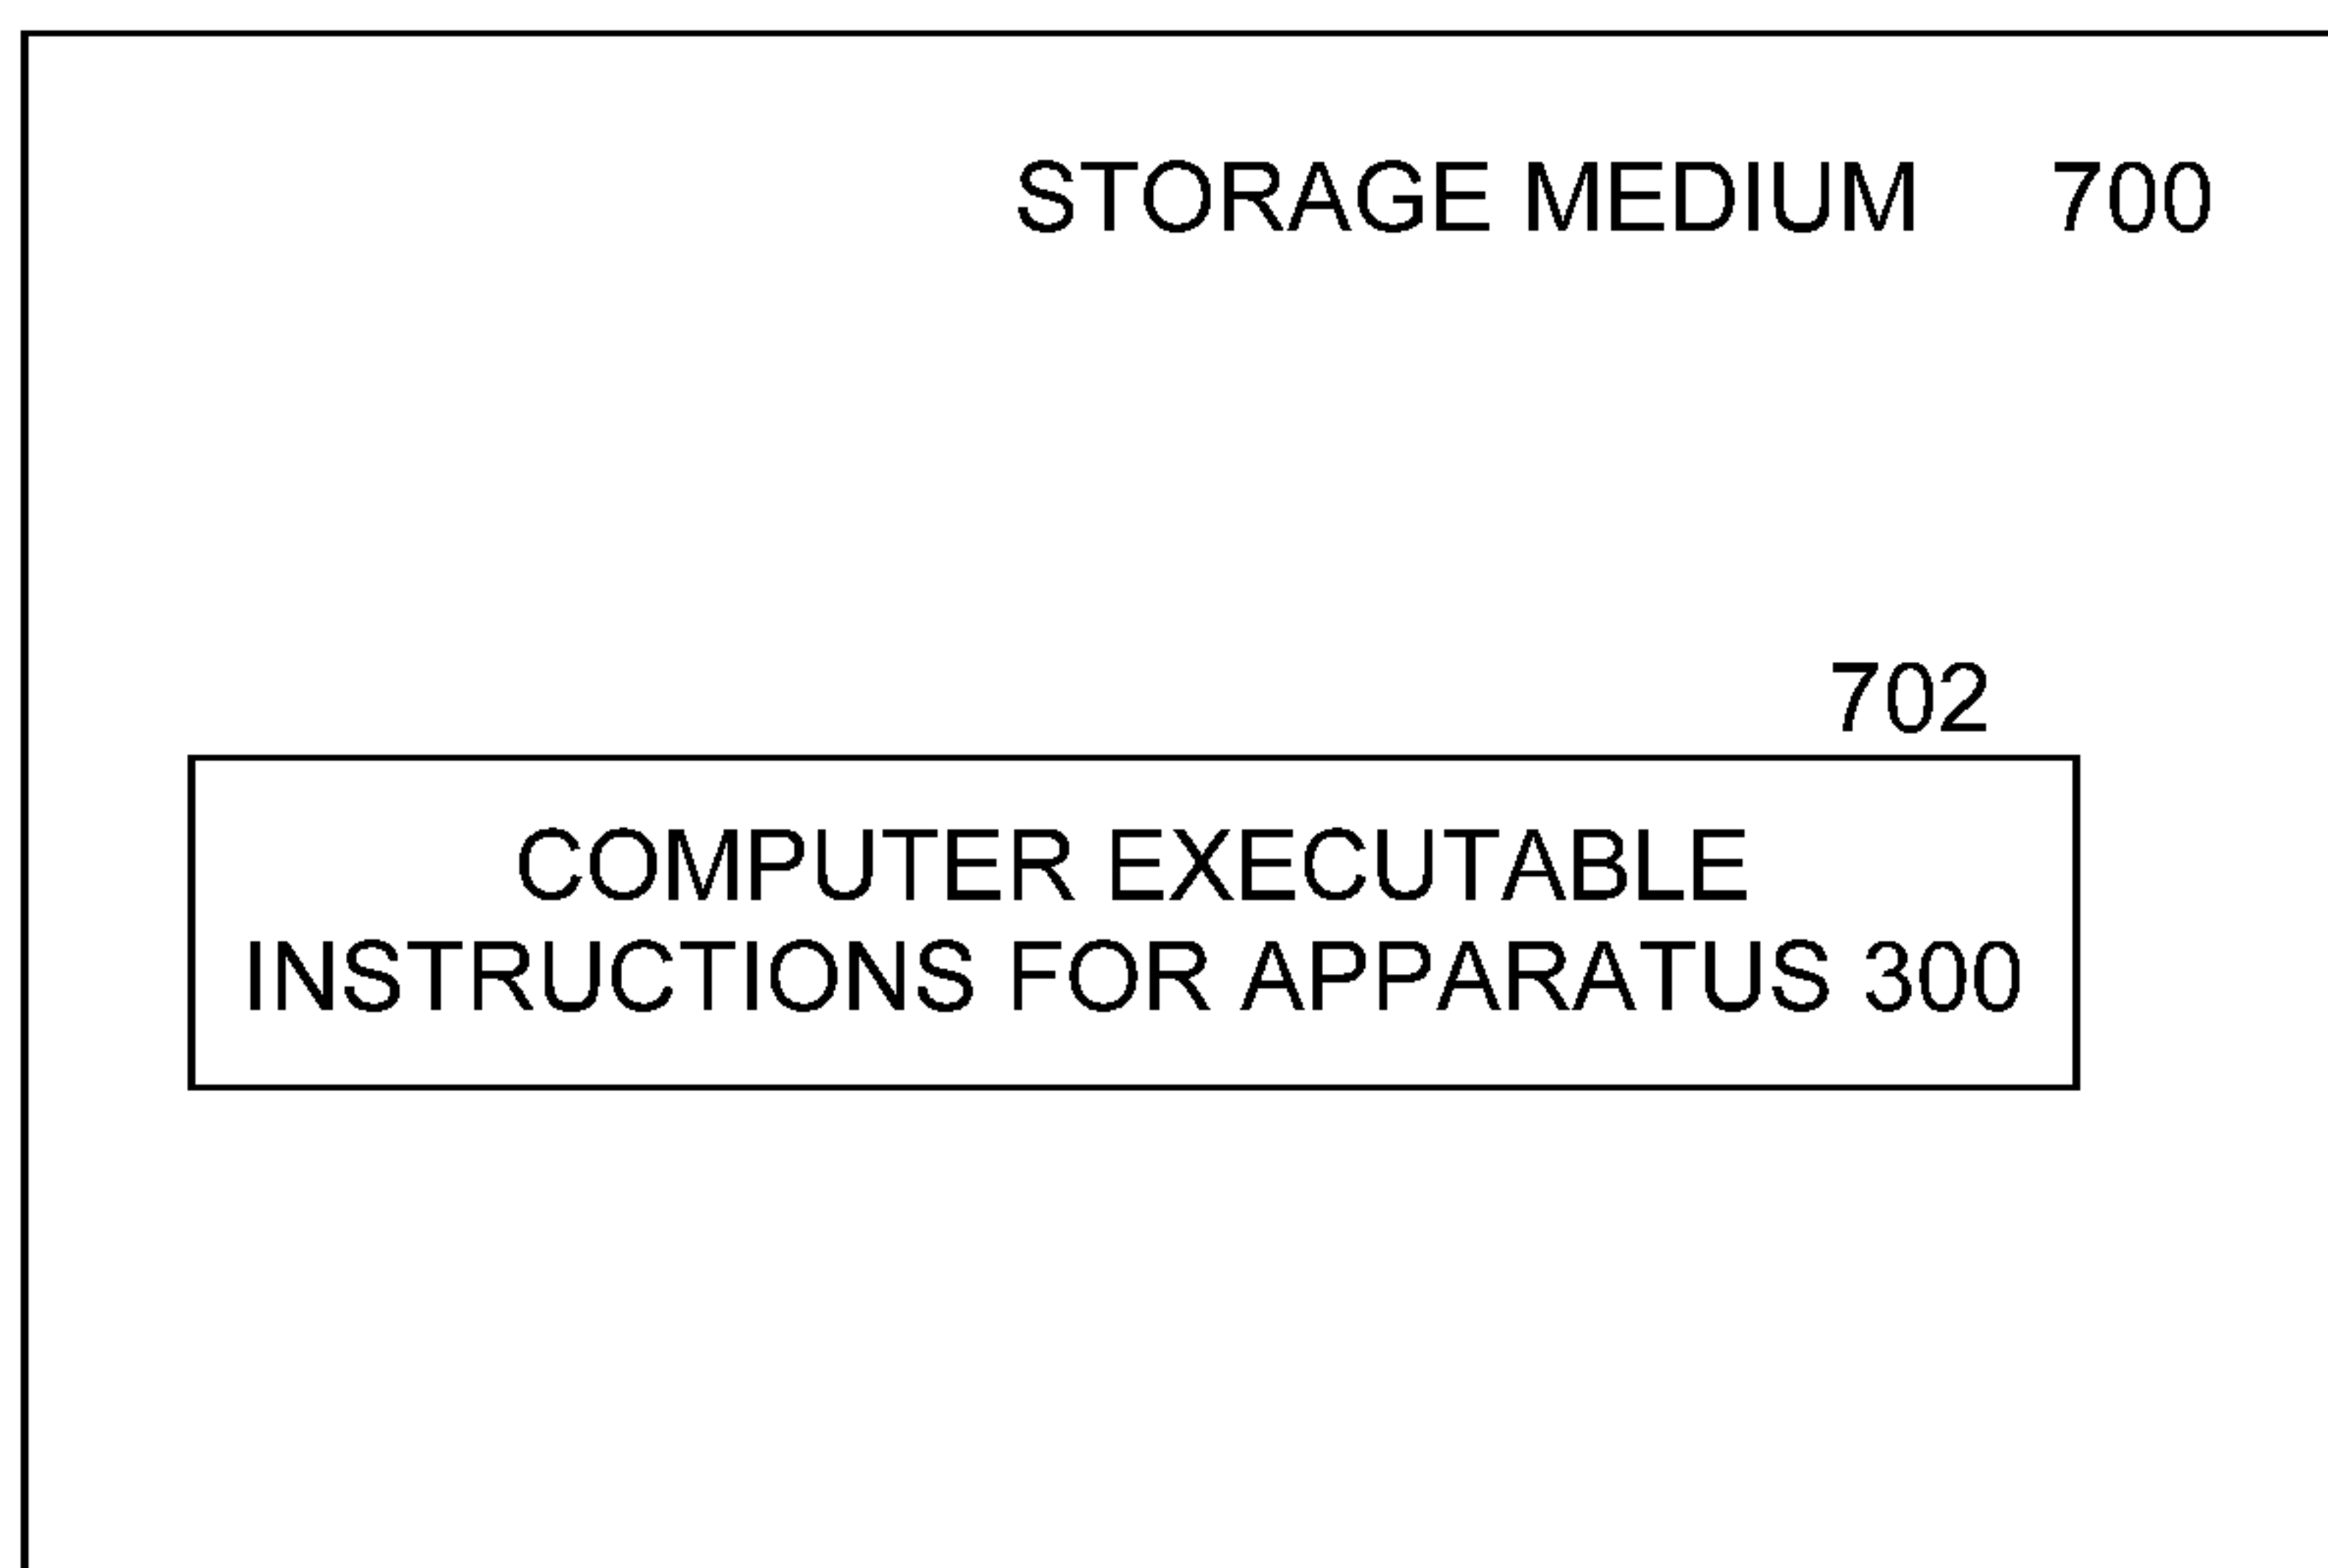 STORAGE MEDIUM 700
702
COMPUTER EXECUTABLE
INSTRUCTIONS FOR APPARATUS 300